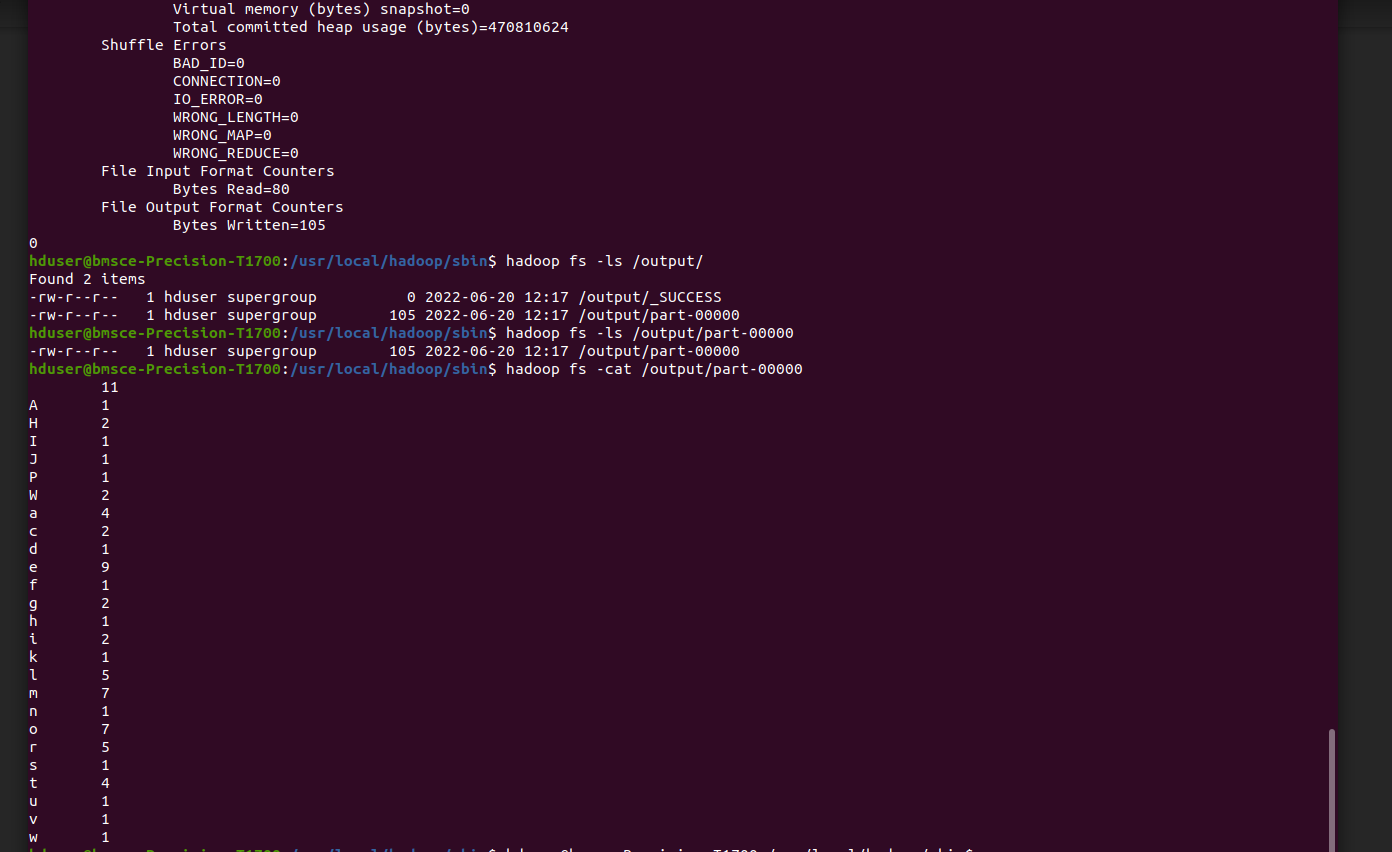 Virtual memory (bytes) snapshot=0
Total committed heap usage (bytes)=470810624
Shuffle Errors
BAD_ID=0
CONNECTION=0
IO_ERROR=0
WRONG_LENGTH=0
WRONG_MAP=0
WRONG_REDUCE=0
File Input Format Counters
Bytes Read=80
File Output Format Counters
Bytes Written=105
0
hduser@bmsce-Precision-T1700:/usr/local/hadoop/sbin$ hadoop fs -ls /output/
Found 2 items
-rw-r--r--   1 hduser supergroup          0 2022-06-20 12:17 /output/_SUCCESS
-rw-r--r--   1 hduser supergroup        105 2022-06-20 12:17 /output/part-00000
hduser@bmsce-Precision-T1700:/usr/local/hadoop/sbin$ hadoop fs -ls /output/part-00000
-rw-r--r--   1 hduser supergroup        105 2022-06-20 12:17 /output/part-00000
hduser@bmsce-Precision-T1700:/usr/local/hadoop/sbin$ hadoop fs -cat /output/part-00000
11
A 1
H 2
I 1
J 1
P 1
W 2
a 4
c 2
d 1
e 9
f 1
g 2
h 1
i 2
k 1
l 5
m 7
n 1
o 7
r 5
s 1
t 4
u 1
v 1
w 1